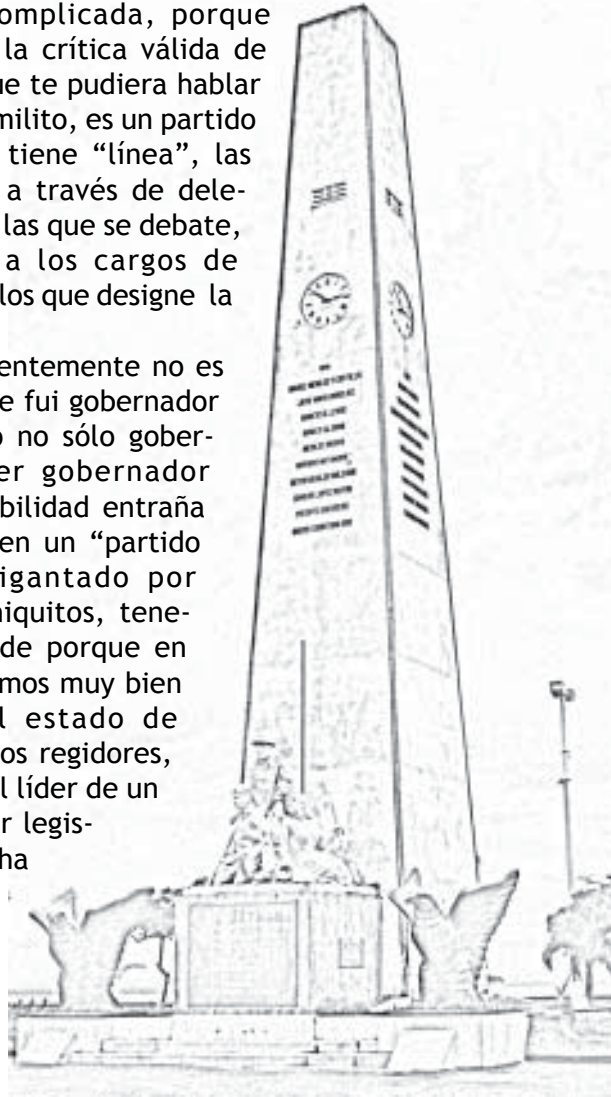 omplicada, porque
la crítica válida de
ue te pudiera hablar
milito, es un partido
tiene “línea”, las
a través de dele-
las que se debate,
a los cargos de
los que designe la
entemente no es
e fui gobernador
o no sólo gober-
er gobernador
bilidad entraña
en un “partido
igantado por
niquitos, tene-
de porque en
mos muy bien
l estado de
os regidores,
l líder de un
r legis-
ha